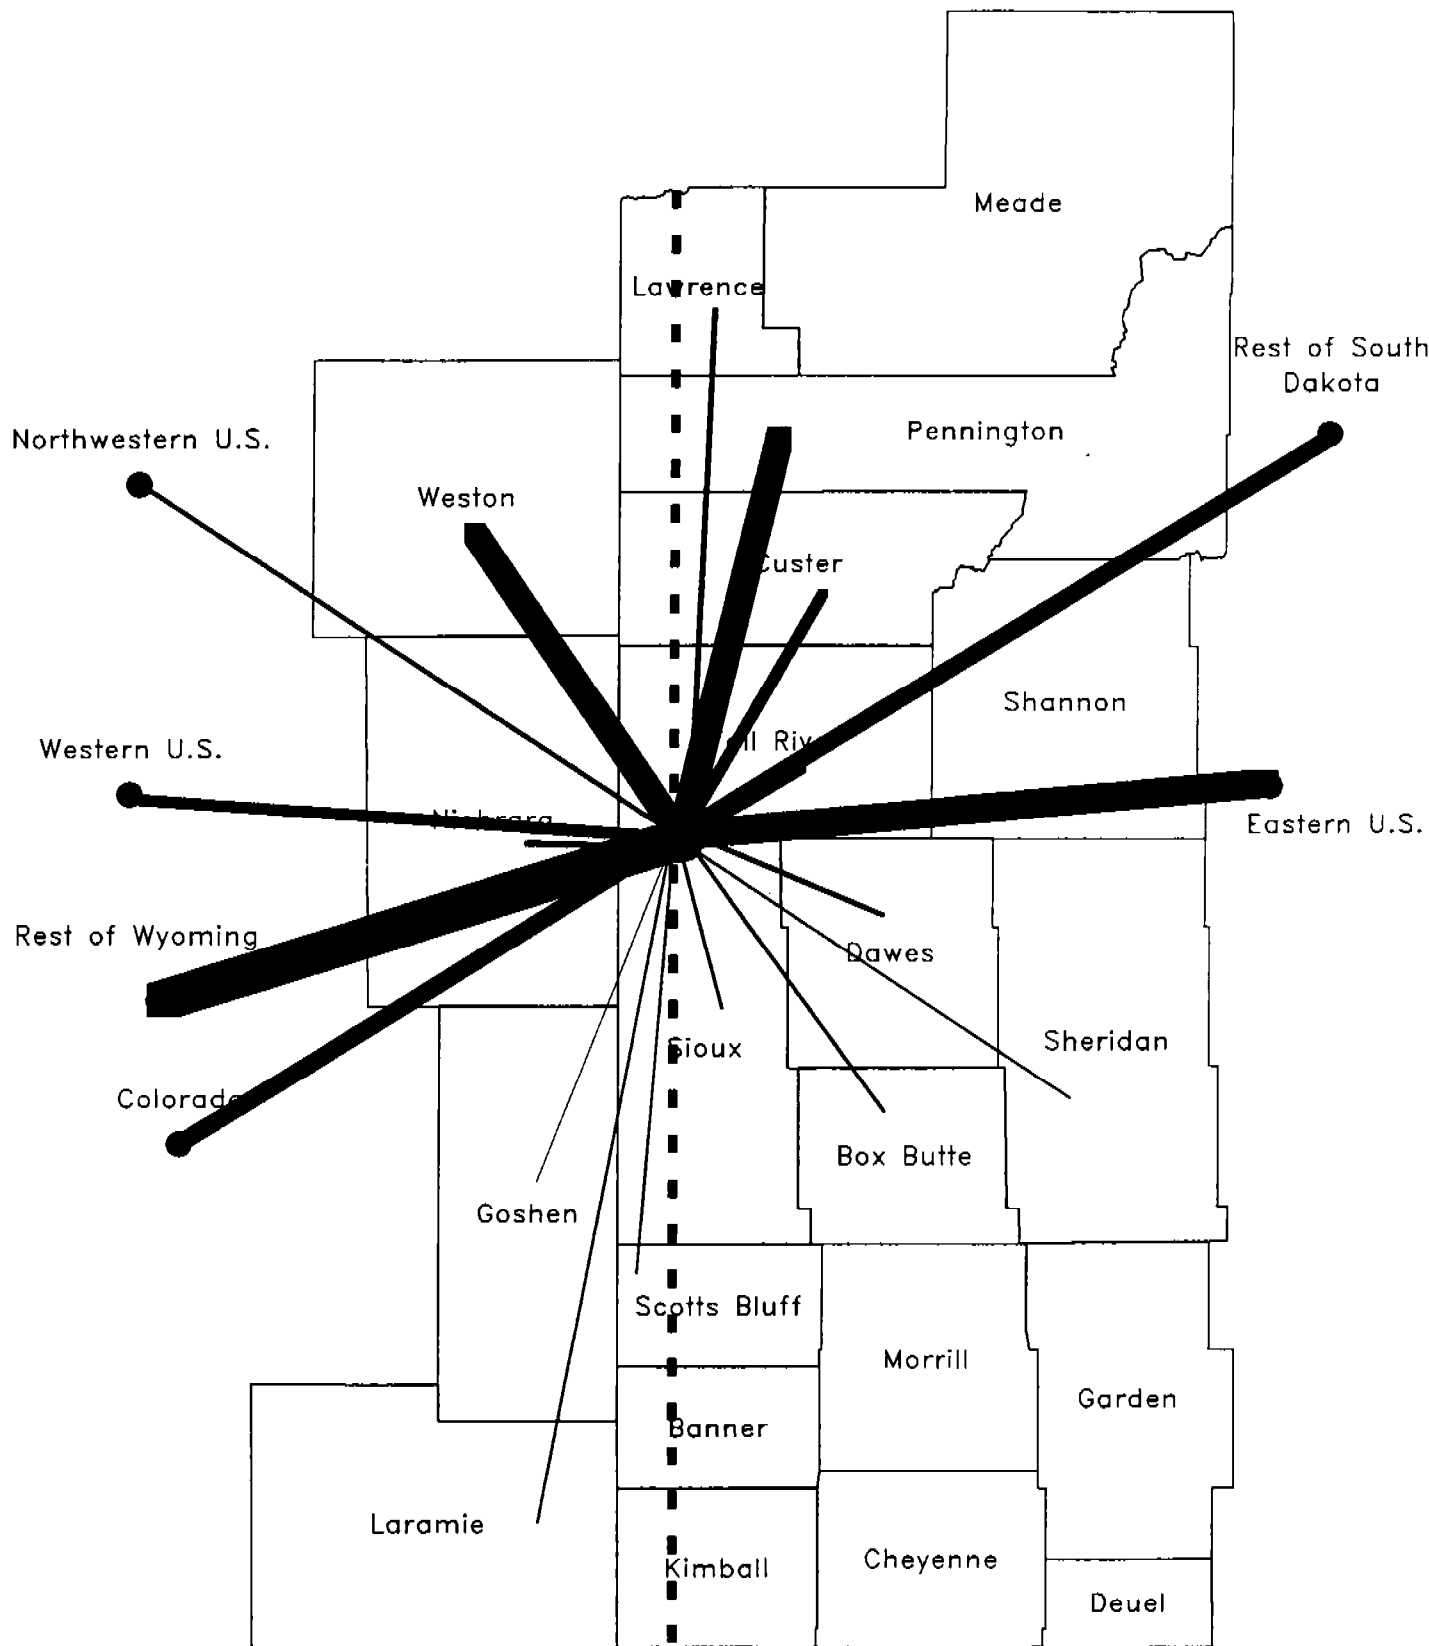 Meade
Lawrence
Rest of South
Dakota
Pennington
Northwestern U.S.
Weston
Custer
Shannon
Western U.S.
Eastern U.S.
Rest of Wyoming
Dawes
Sheridan
Sioux
Colorado
Box Butte
Goshen
Scotts Bluff
Morrill
Garden
Banner
Laramie
Cheyenne
Kimball
Deuel